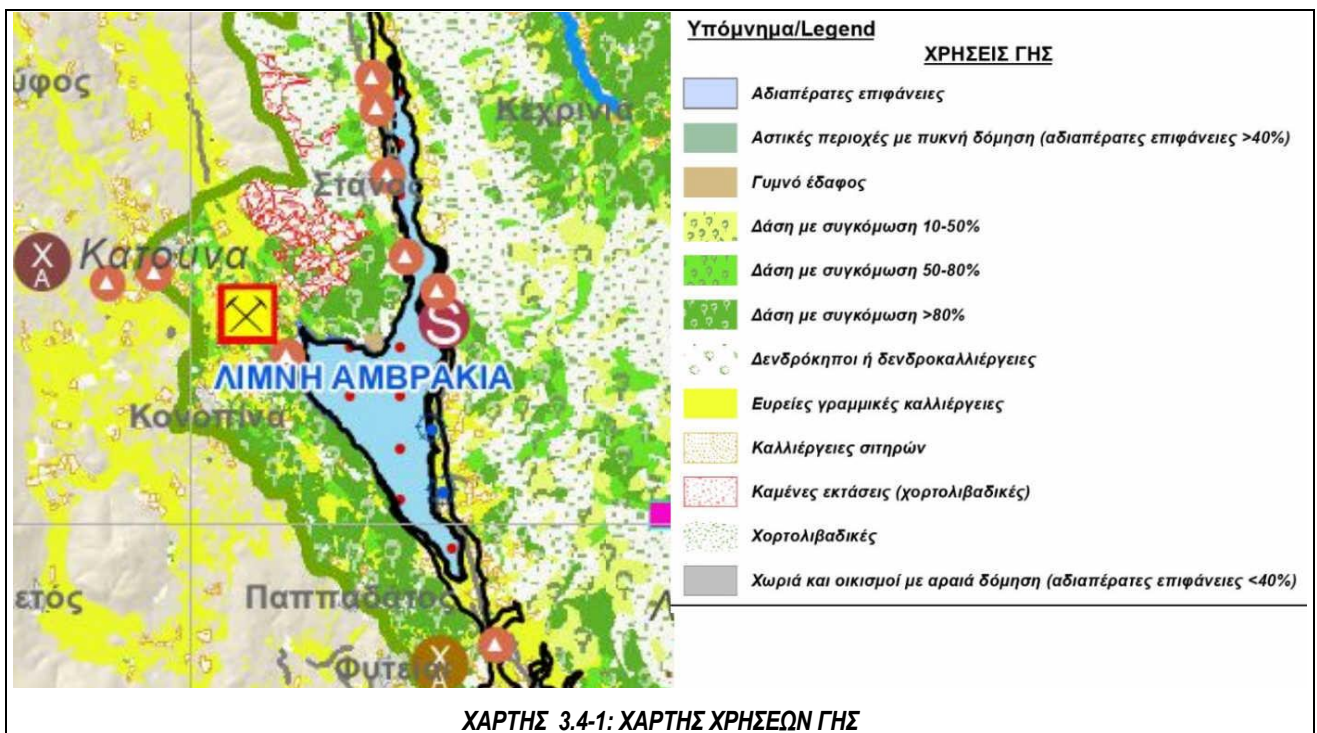 ύφος
Κεχρινιά
Στάνος
Χ
Α
Κατούνα
S
ΛΙΜΝΗ ΑΜΒΡΑΚΙΑ
Κονοπίνα
ετός
Παππαδάτος
Λ
Χ
Α
Φυτείαι
Υπόμνημα/Legend
ΧΡΗΣΕΙΣ ΓΗΣ
Αδιαπέρατες επιφάνειες
Αστικές περιοχές με πυκνή δόμηση (αδιαπέρατες επιφάνειες >40%)
Γυμνό έδαφος
Δάση με συγκόμωση 10-50%
Δάση με συγκόμωση 50-80%
Δάση με συγκόμωση >80%
Δενδρόκηποι ή δενδροκαλλιέργειες
Ευρείες γραμμικές καλλιέργειες
Καλλιέργειες σιτηρών
Καμένες εκτάσεις (χορτολιβαδικές)
Χορτολιβαδικές
Χωριά και οικισμοί με αραιά δόμηση (αδιαπέρατες επιφάνειες <40%)
ΧΑΡΤΗΣ 3.4-1: ΧΑΡΤΗΣ ΧΡΗΣΕΩΝ ΓΗΣ